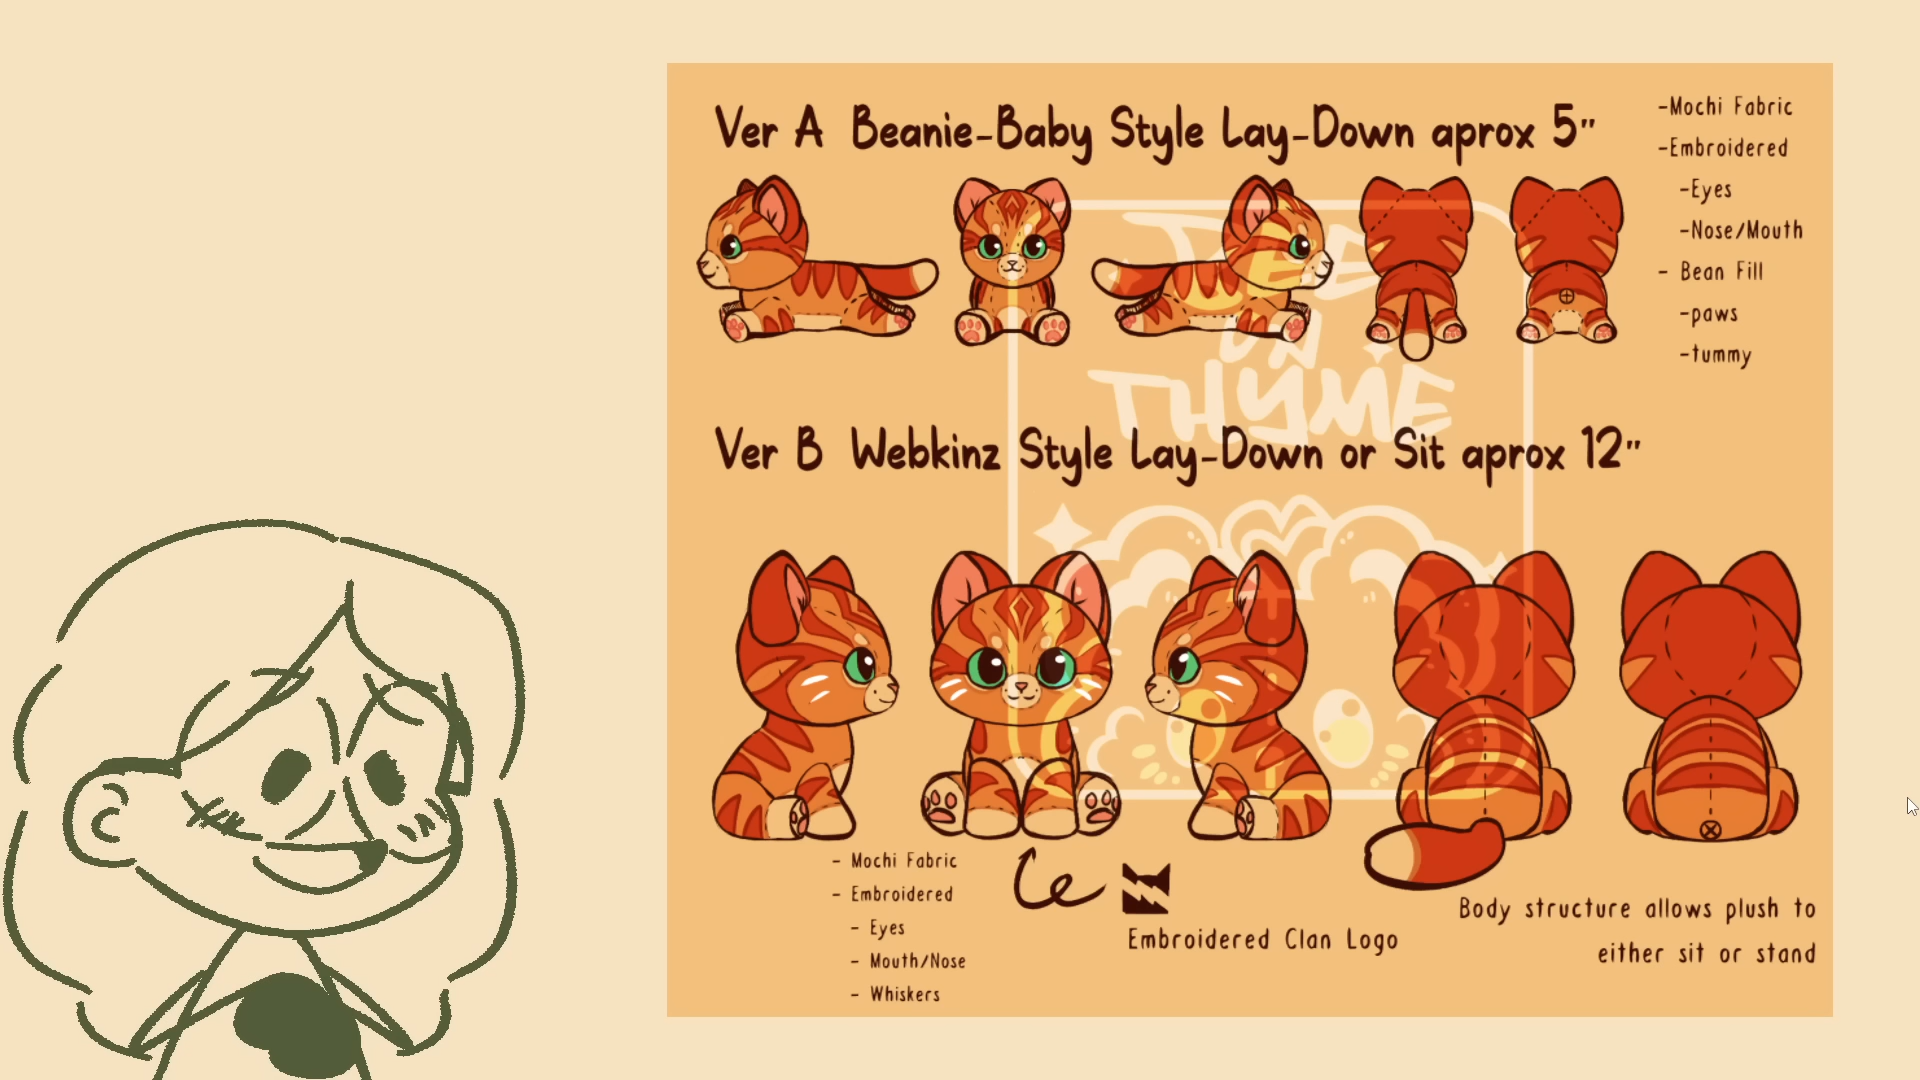 Ver A Beanie-Baby Style Lay-Down aprox 5"
-Mochi Fabric
-Embroidered
-Eyes
-Nose/Mouth
- Bean Fill
-paws
-tummy
THYME
Ver B Webkinz Style Lay-Down or Sit aprox 12"
- Mochi Fabric
- Embroidered
- Eyes
- Mouth/Nose
- Whiskers
Embroidered Clan Logo
Body structure allows plush to
either sit or stand